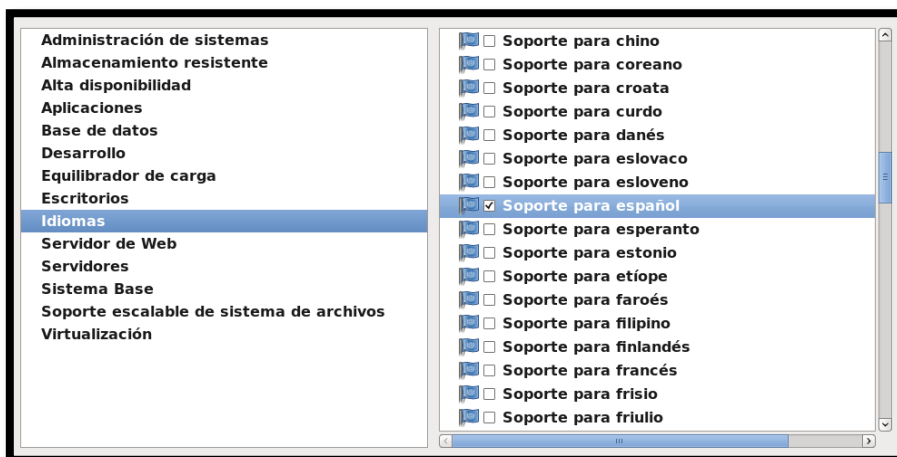 Administración de sistemas
Almacenamiento resistente
Alta disponibilidad
Aplicaciones
Base de datos
Desarrollo
Equilibrador de carga
Escritorios
Idiomas
Servidor de Web
Servidores
Sistema Base
Soporte escalable de sistema de archivos
Virtualización
Soporte para chino
Soporte para coreano
Soporte para croata
Soporte para curdo
Soporte para danés
Soporte para eslovaco
Soporte para esloveno
Soporte para español
Soporte para esperanto
Soporte para estonio
Soporte para etíope
Soporte para faroés
Soporte para filipino
Soporte para finlandés
Soporte para francés
Soporte para frisio
Soporte para friulio